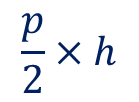 p/2 × h